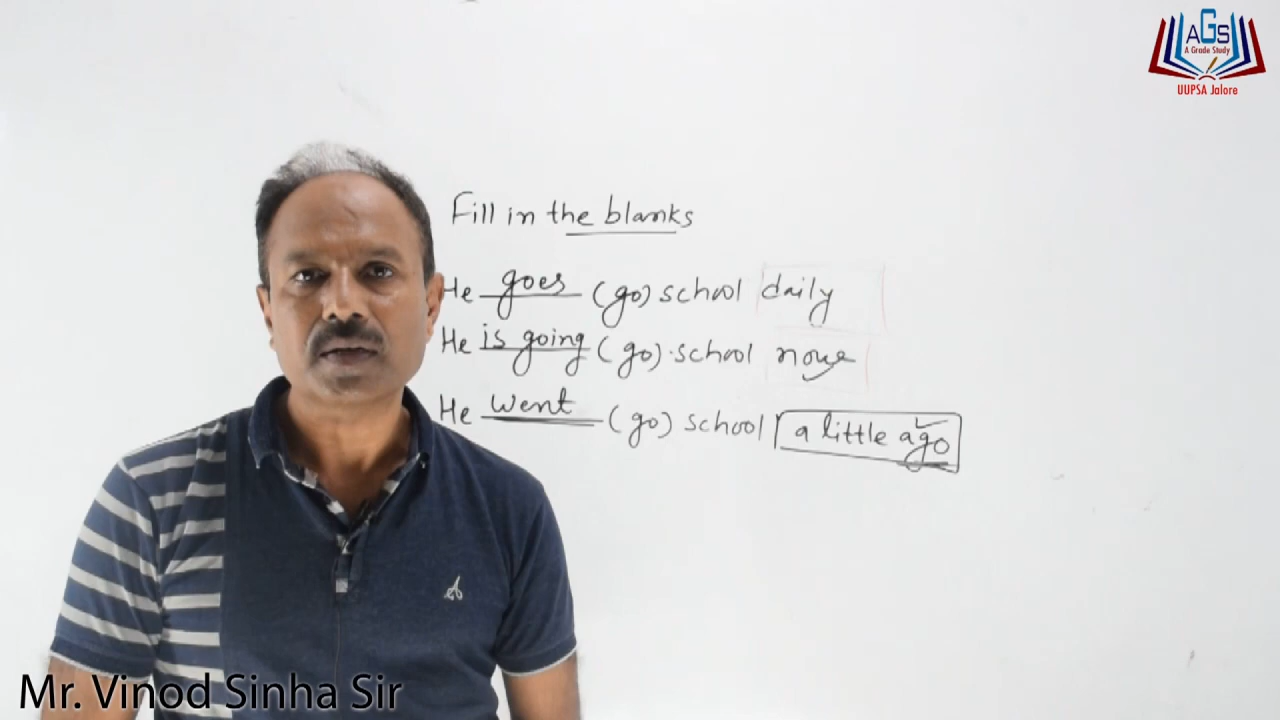 AGS
A Grade Study
UUPSA Jalore
Fill in the blanks
He goes (go) school daily
He is going (go) school now
He went (go) school a little ago
Mr. Vinod Sinha Sir